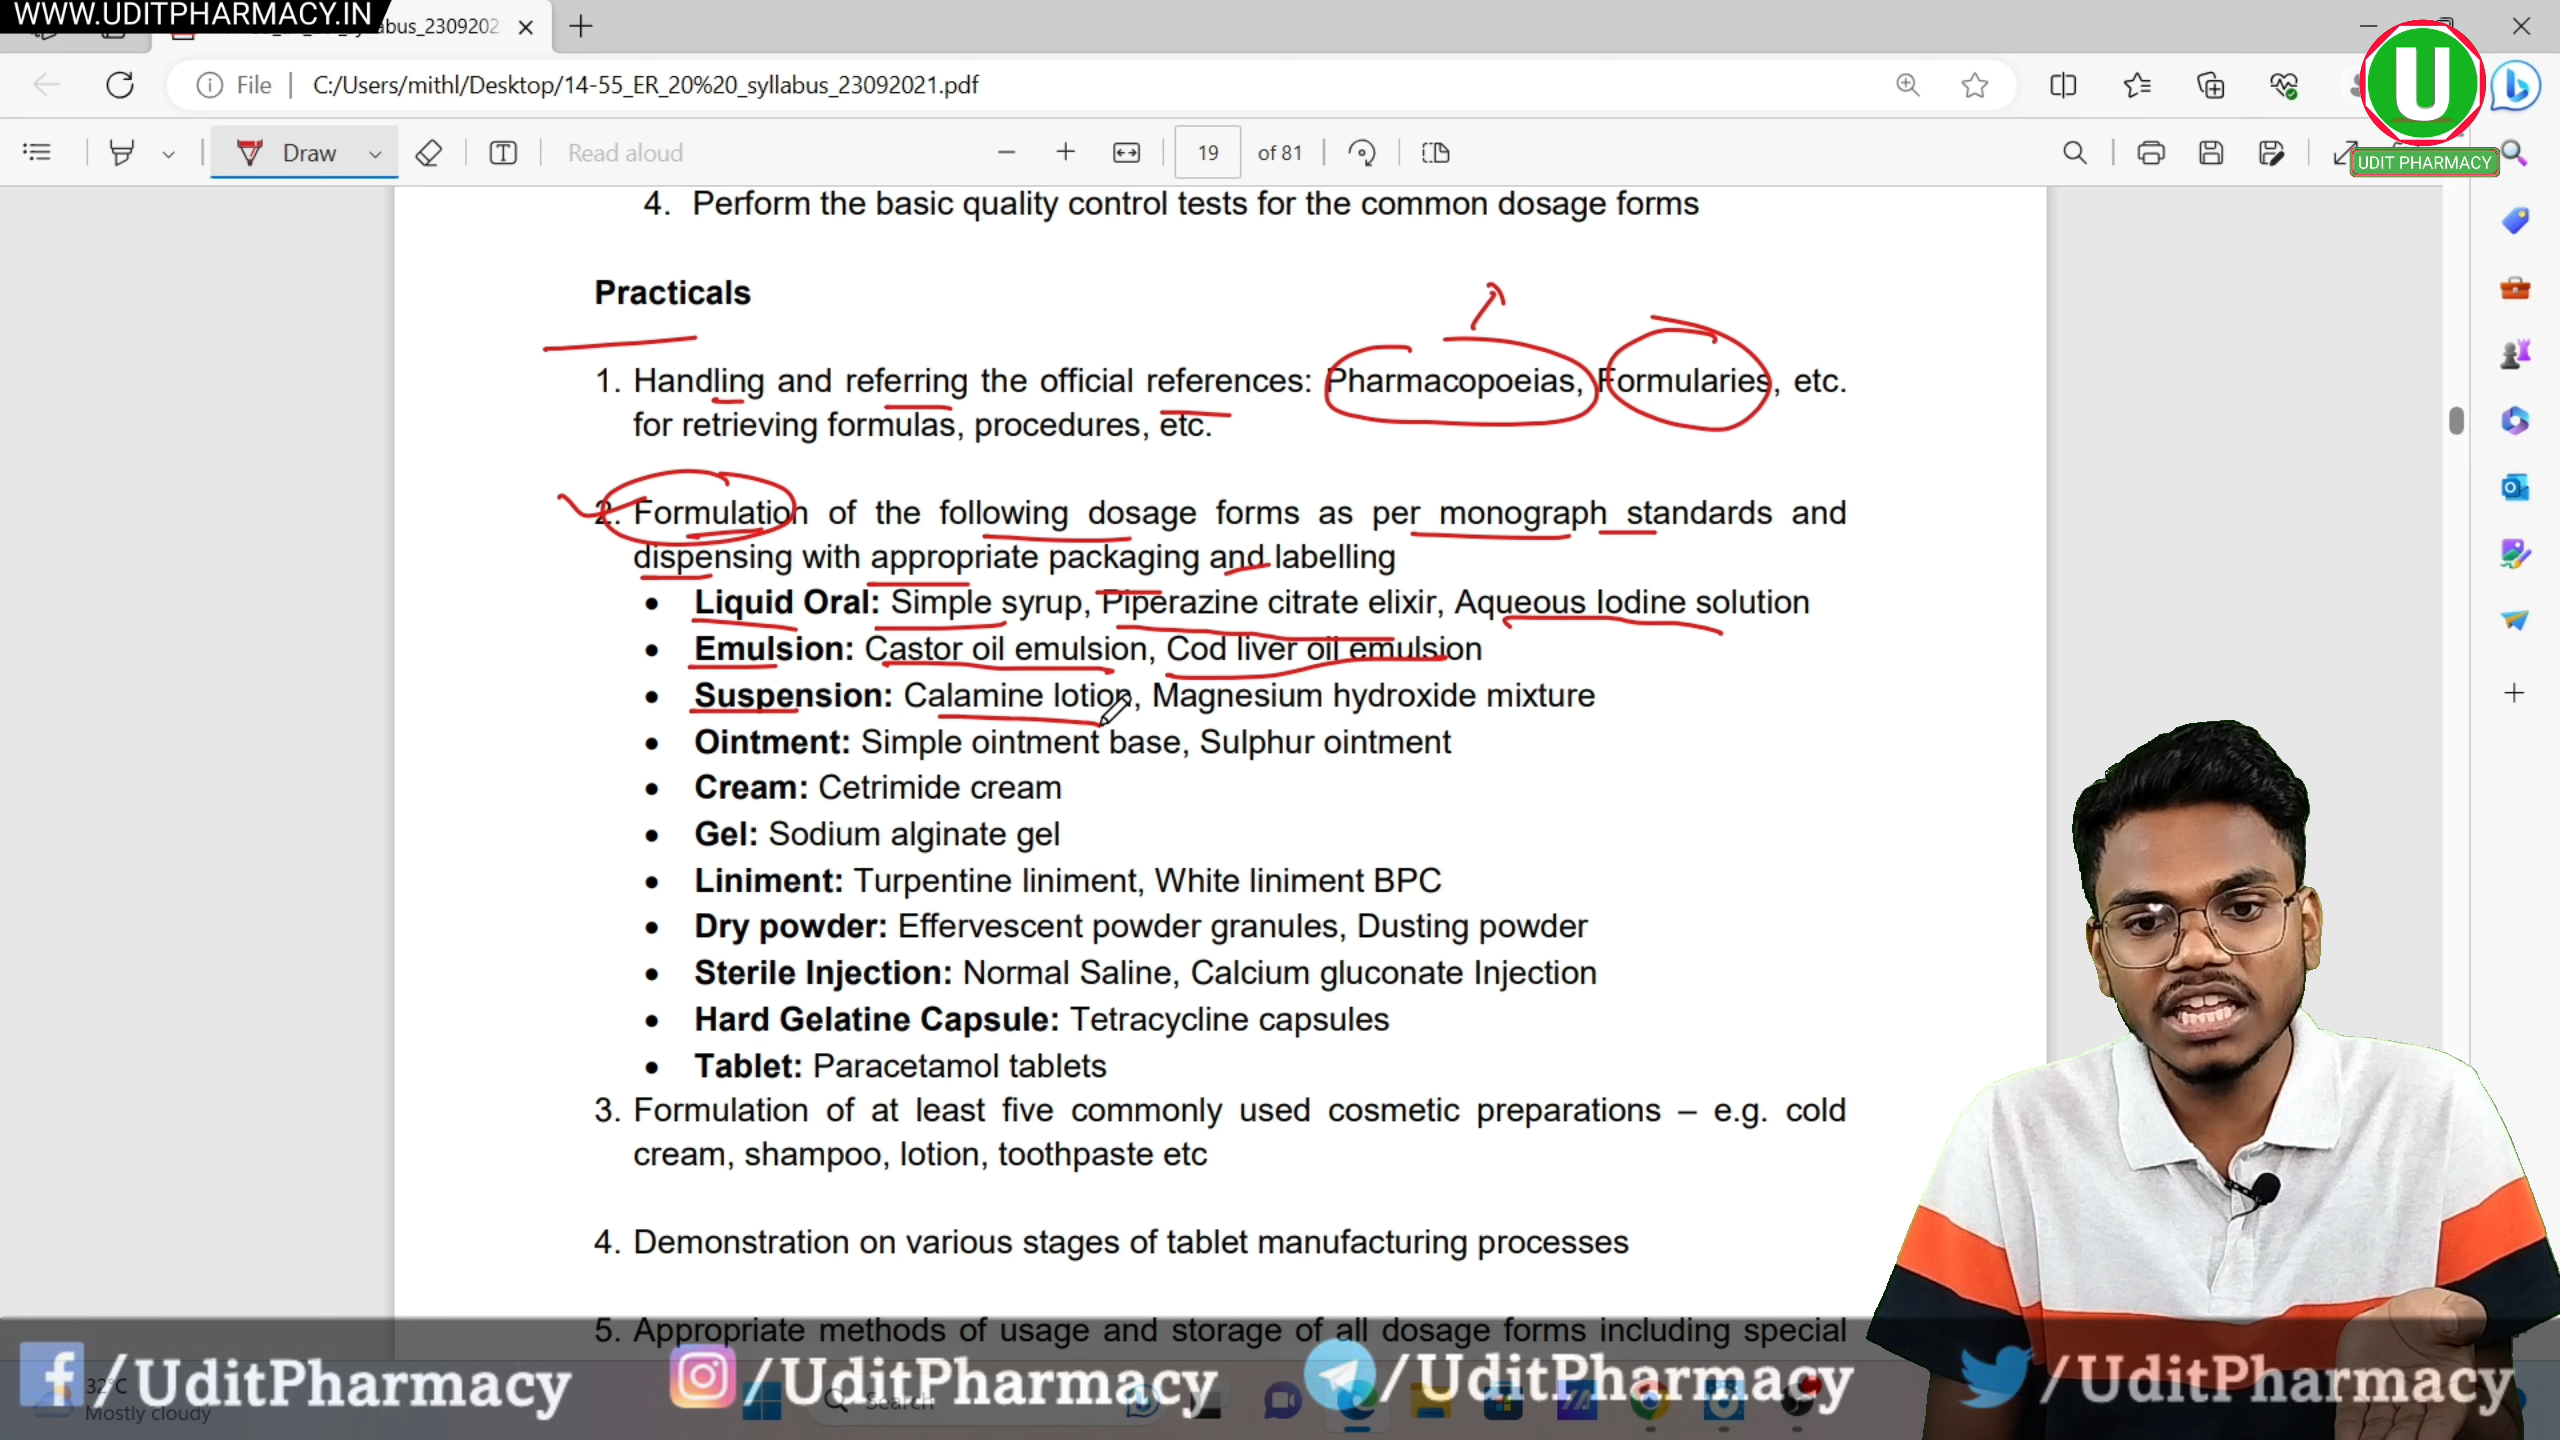 WWW.UDITPHARMACY.IN
abus_230920
File
C:/Users/mithl/Desktop/14-55_ER_20%20_syllabus_23092021.pdf
U
UDIT PHARMACY
Draw
Read aloud
19
of 81
4. Perform the basic quality control tests for the common dosage forms
Practicals
1. Handling and referring the official references: Pharmacopoeias, Formularies, etc.
for retrieving formulas, procedures, etc.
2. Formulation of the following dosage forms as per monograph standards and
dispensing with appropriate packaging and labelling
• Liquid Oral: Simple syrup, Piperazine citrate elixir, Aqueous Iodine solution
• Emulsion: Castor oil emulsion, Cod liver oil emulsion
• Suspension: Calamine lotion, Magnesium hydroxide mixture
• Ointment: Simple ointment base, Sulphur ointment
• Cream: Cetrimide cream
• Gel: Sodium alginate gel
• Liniment: Turpentine liniment, White liniment BPC
• Dry powder: Effervescent powder granules, Dusting powder
• Sterile Injection: Normal Saline, Calcium gluconate Injection
• Hard Gelatine Capsule: Tetracycline capsules
• Tablet: Paracetamol tablets
3. Formulation of at least five commonly used cosmetic preparations – e.g. cold
cream, shampoo, lotion, toothpaste etc
4. Demonstration on various stages of tablet manufacturing processes
5. Appropriate methods of usage and storage of all dosage forms including special
/UditPharmacy /UditPharmacy /UditPharmacy /UditPharmacy
32°C
Mostly cloudy
Search